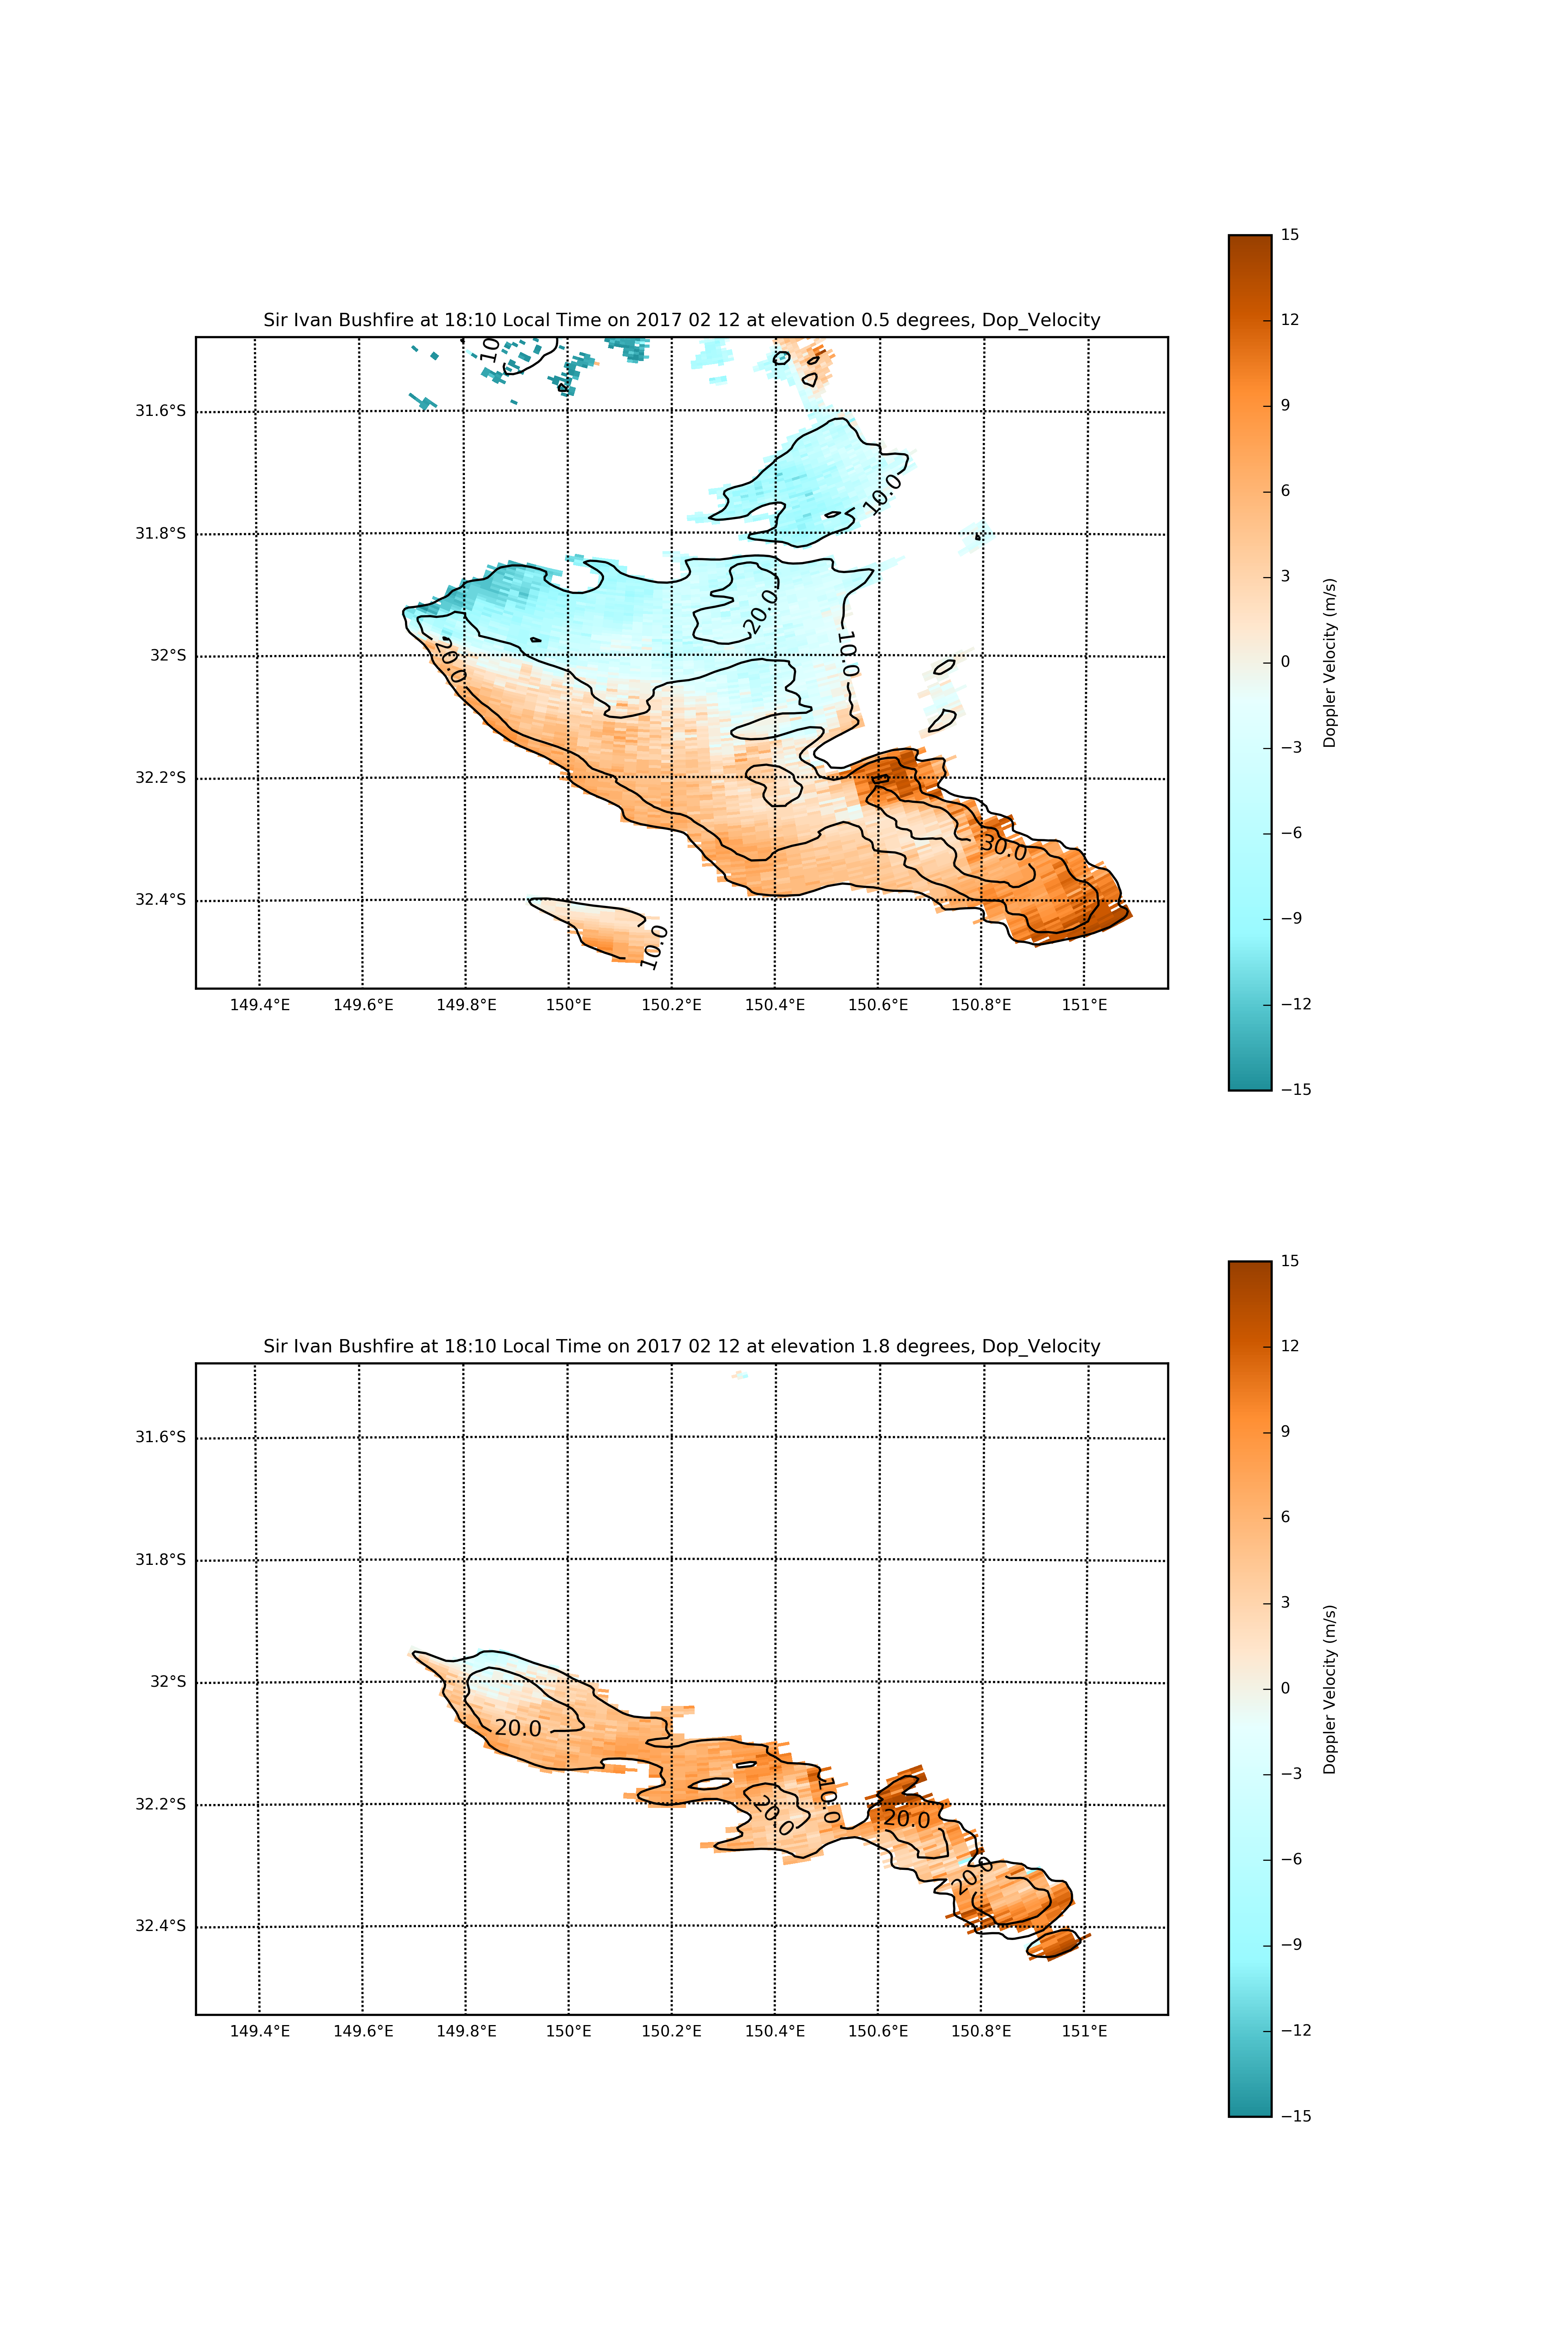 Sir Ivan Bushfire at 18:10 Local Time on 2017 02 12 at elevation 0.5 degrees, Dop_Velocity
31.6°S
31.8°S
32°S
32.2°S
32.4°S
149.4°E
149.6°E
149.8°E
150°E
150.2°E
150.4°E
150.6°E
150.8°E
151°E
10
10.0
20.0
10.0
20.0
30.0
10.0
15
12
9
6
3
0
−3
−6
−9
−12
−15
Doppler Velocity (m/s)
Sir Ivan Bushfire at 18:10 Local Time on 2017 02 12 at elevation 1.8 degrees, Dop_Velocity
31.6°S
31.8°S
32°S
32.2°S
32.4°S
149.4°E
149.6°E
149.8°E
150°E
150.2°E
150.4°E
150.6°E
150.8°E
151°E
20.0
10.0
20.0
20.0
20.0
15
12
9
6
3
0
−3
−6
−9
−12
−15
Doppler Velocity (m/s)